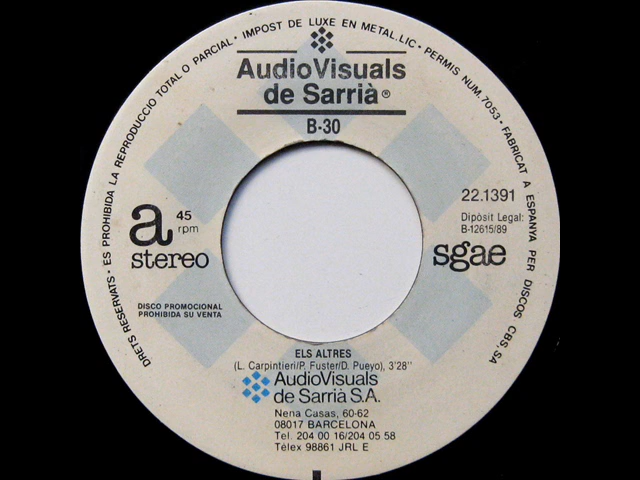 DRETS RESERVATS · ES PROHIBIDA LA REPRODUCCIO TOTAL O PARCIAL · IMPOST DE LUXE EN METAL.LIC · PERMIS NUM.7053 · FABRICAT A ESPANYA PER DISCOS CBS, SA
AudioVisuals
de Sarrià®
B-30
a 45
rpm
stereo
22.1391
Dipòsit Legal:
B-12615/89
sgae
DISCO PROMOCIONAL
PROHIBIDA SU VENTA
ELS ALTRES
(L. Carpintieri/P. Fuster/D. Pueyo), 3'28"
AudioVisuals
de Sarrià S.A.
Nena Casas, 60-62
08017 BARCELONA
Tel. 204 00 16/204 05 58
Télex 98861 JRL E